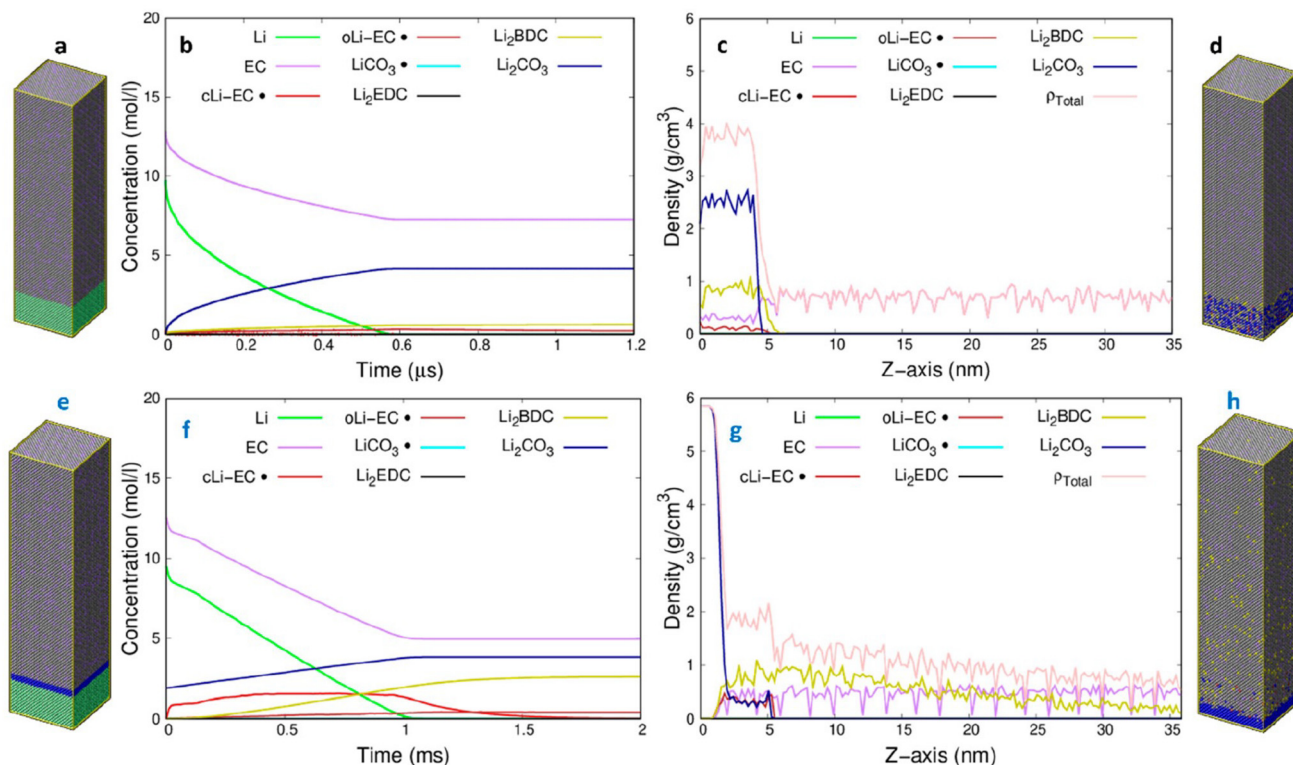 a
b
20
15
10
5
0
Concentration (mol/l)
Li
EC
cLi-EC •
oLi-EC •
LiCO3 •
Li2EDC
Li2BDC
Li2CO3
0
0.2
0.4
0.6
0.8
1
1.2
Time (μs)
c
6
5
4
3
2
1
0
Density (g/cm³)
Li
EC
cLi-EC •
oLi-EC •
LiCO₃ •
Li₂EDC
Li₂BDC
Li₂CO₃
ρTotal
0
5
10
15
20
25
30
35
Z-axis (nm)
d
e
f
20
15
10
5
0
Concentration (mol/l)
Li
EC
cLi-EC •
oLi-EC •
LiCO₃ •
Li₂EDC
Li₂BDC
Li₂CO₃
0
0.5
1
1.5
2
Time (ms)
g
6
5
4
3
2
1
0
Density (g/cm³)
Li
EC
cLi-EC •
oLi-EC •
LiCO₃ •
Li₂EDC
Li₂BDC
Li₂CO₃
ρTotal
0
5
10
15
20
25
30
35
Z-axis (nm)
h